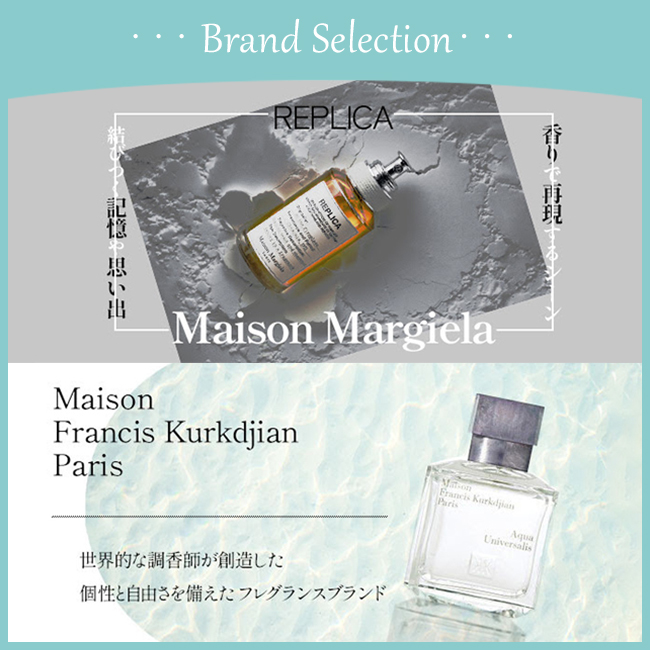 Brand Selection
REPLICA
香りで再現するシーン
結びつく記憶や思い出
REPLICA
Maison Margiela
Maison Margiela
Maison
Francis Kurkdjian
Paris
世界的な調香師が創造した
個性と自由さを備えたフレグランスブランド
Maison
Francis Kurkdjian
Paris
Aqua
Universalis